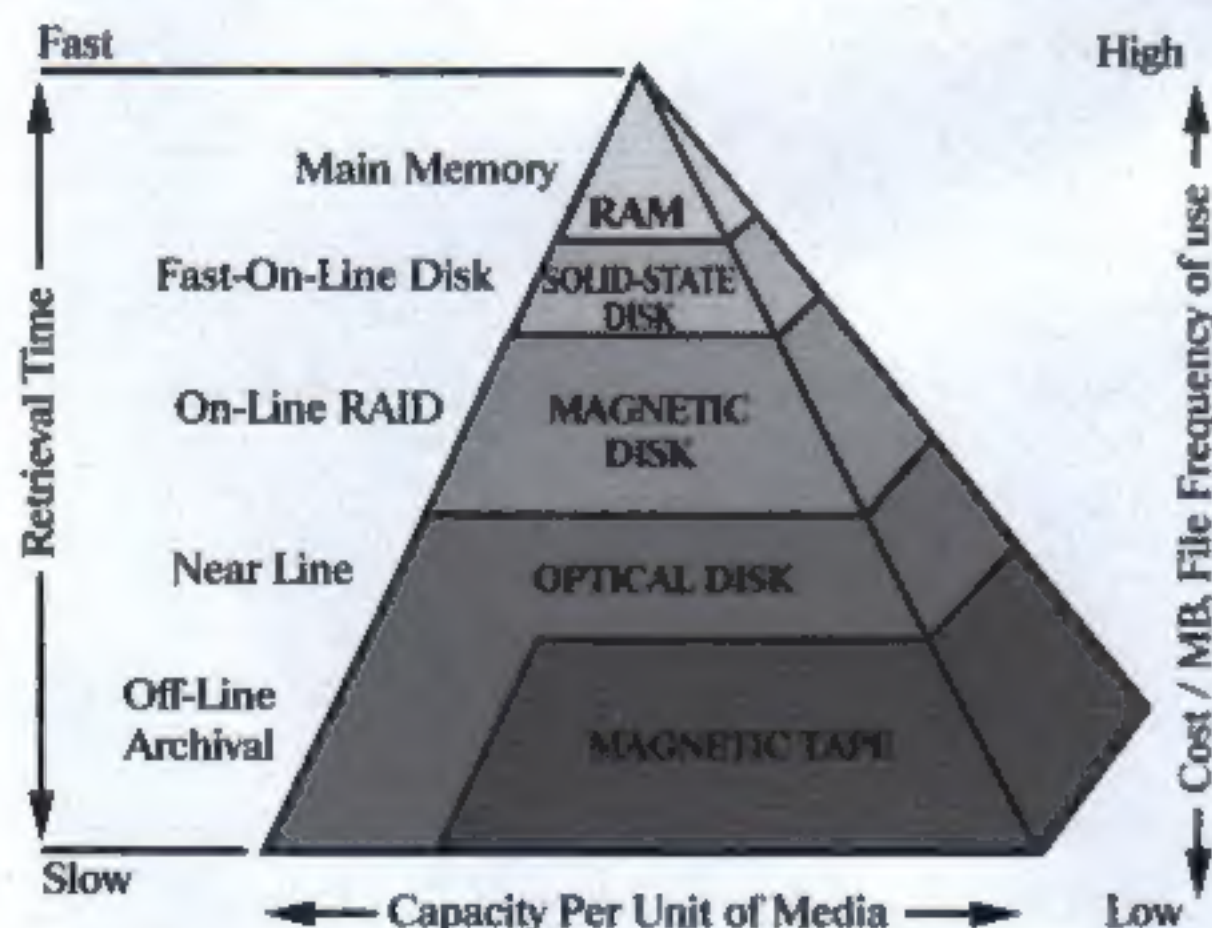 Fast
High
Main Memory
RAM
Fast-On-Line Disk
SOLID-STATE
DISK
On-Line RAID
MAGNETIC
DISK
Near Line
OPTICAL DISK
Off-Line
Archival
MAGNETIC TAPE
Retrieval Time
Cost / MB, File Frequency of use
Slow
Capacity Per Unit of Media
Low